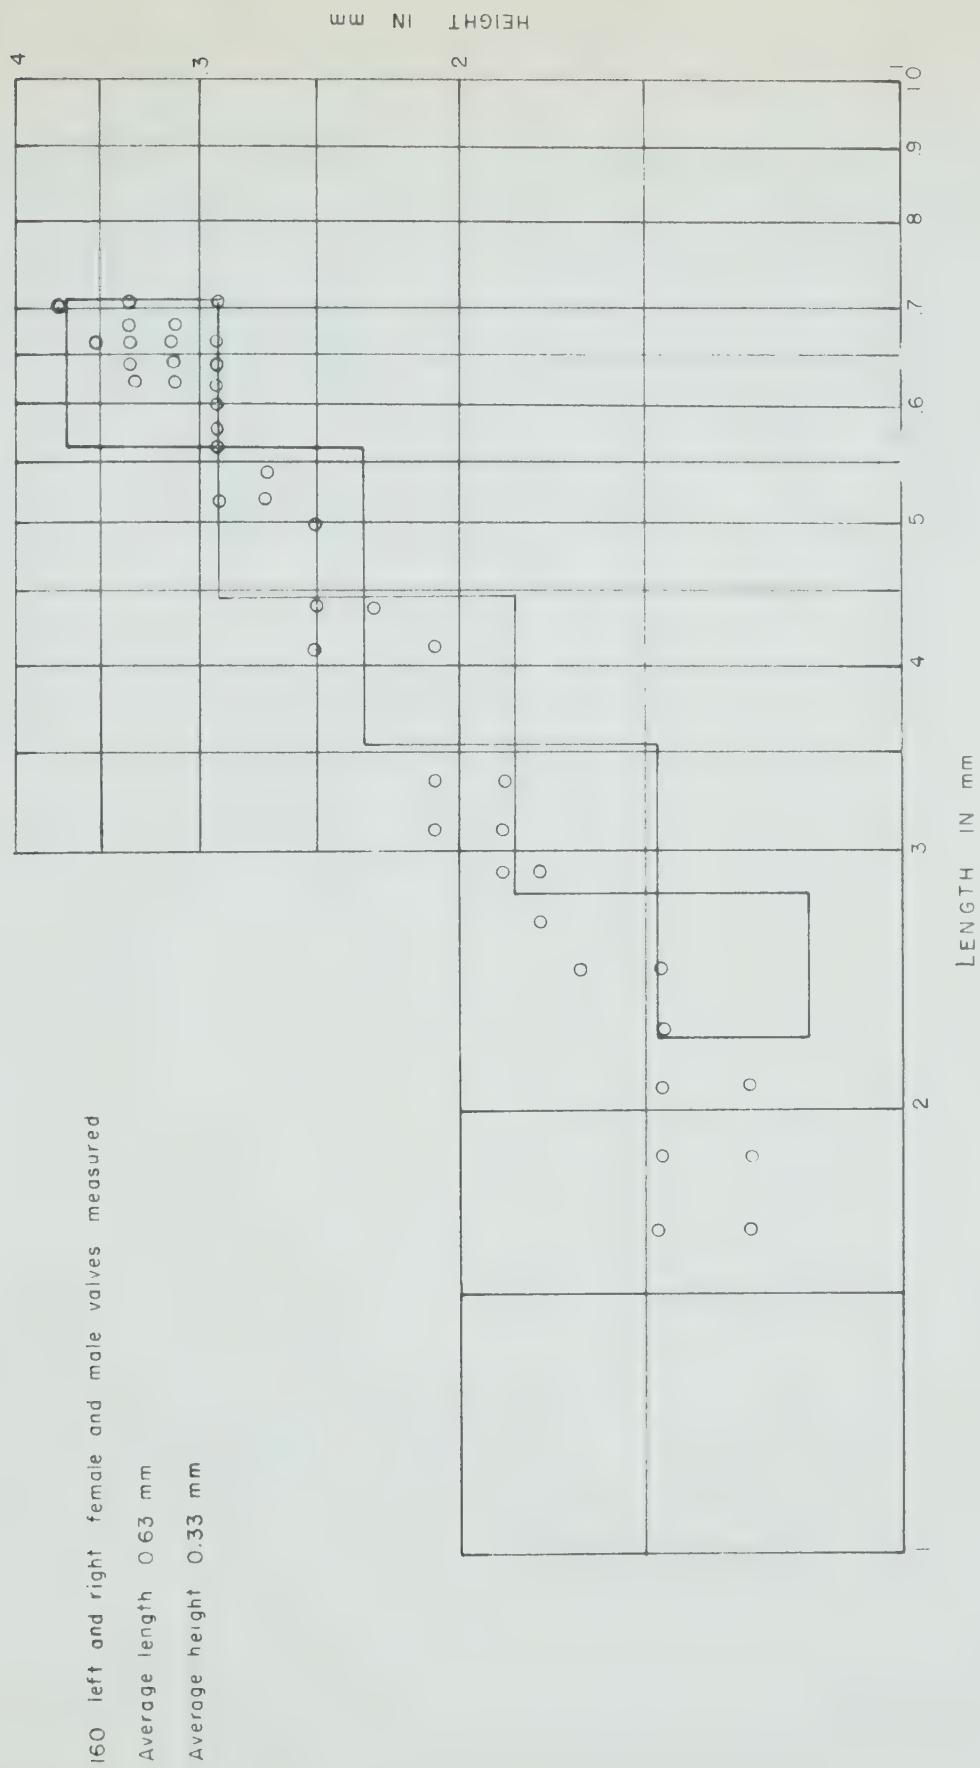 160 left and right female and male valves measured
Average length 0 63 mm
Average height 0.33 mm
HEIGHT IN mm
4
.3
2
1
1 0
.9
8
.7
.6
5
4
3
2
1
LENGTH IN mm